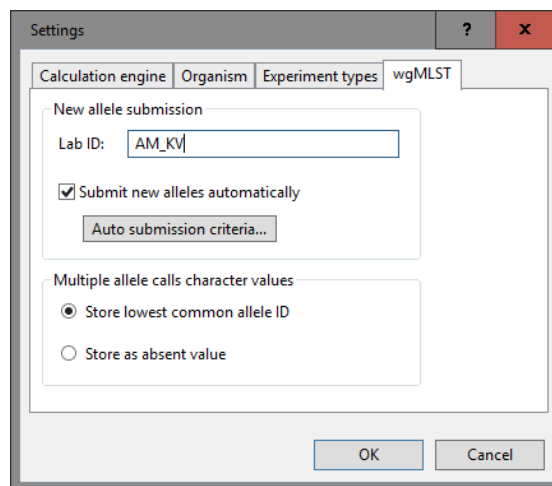 Settings
?
x
Calculation engine Organism Experiment types wgMLST
New allele submission
Lab ID: AM_KV
Submit new alleles automatically
Auto submission criteria...
Multiple allele calls character values
Store lowest common allele ID
Store as absent value
OK Cancel